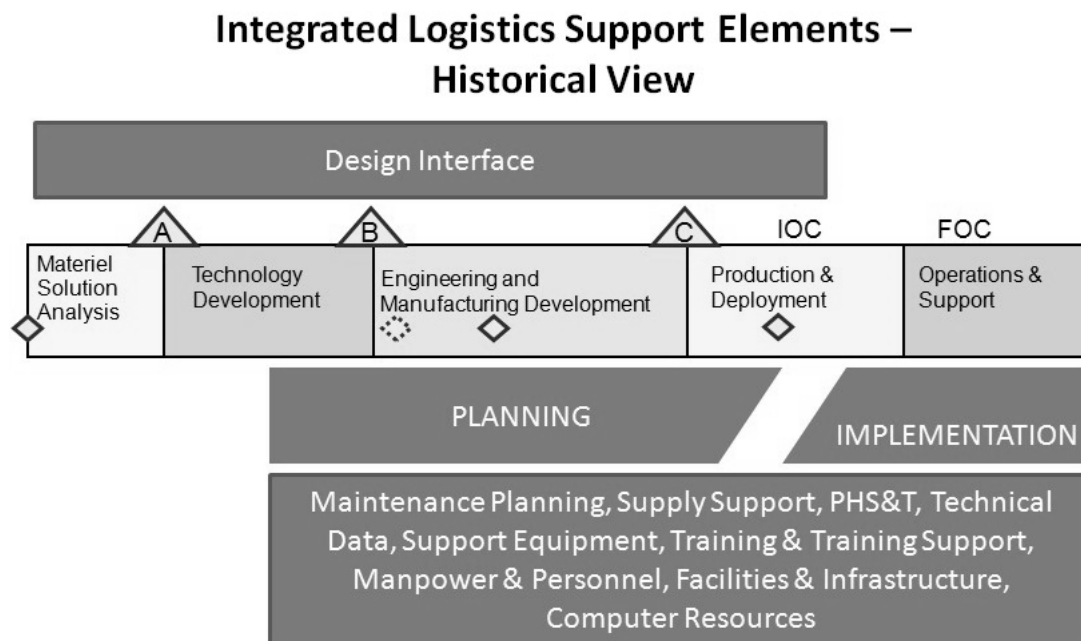 Integrated Logistics Support Elements –
Historical View
Design Interface
A
B
C
IOC
FOC
Materiel
Solution
Analysis
Technology
Development
Engineering and
Manufacturing Development
Production &
Deployment
Operations &
Support
PLANNING
IMPLEMENTATION
Maintenance Planning, Supply Support, PHS&T, Technical
Data, Support Equipment, Training & Training Support,
Manpower & Personnel, Facilities & Infrastructure,
Computer Resources